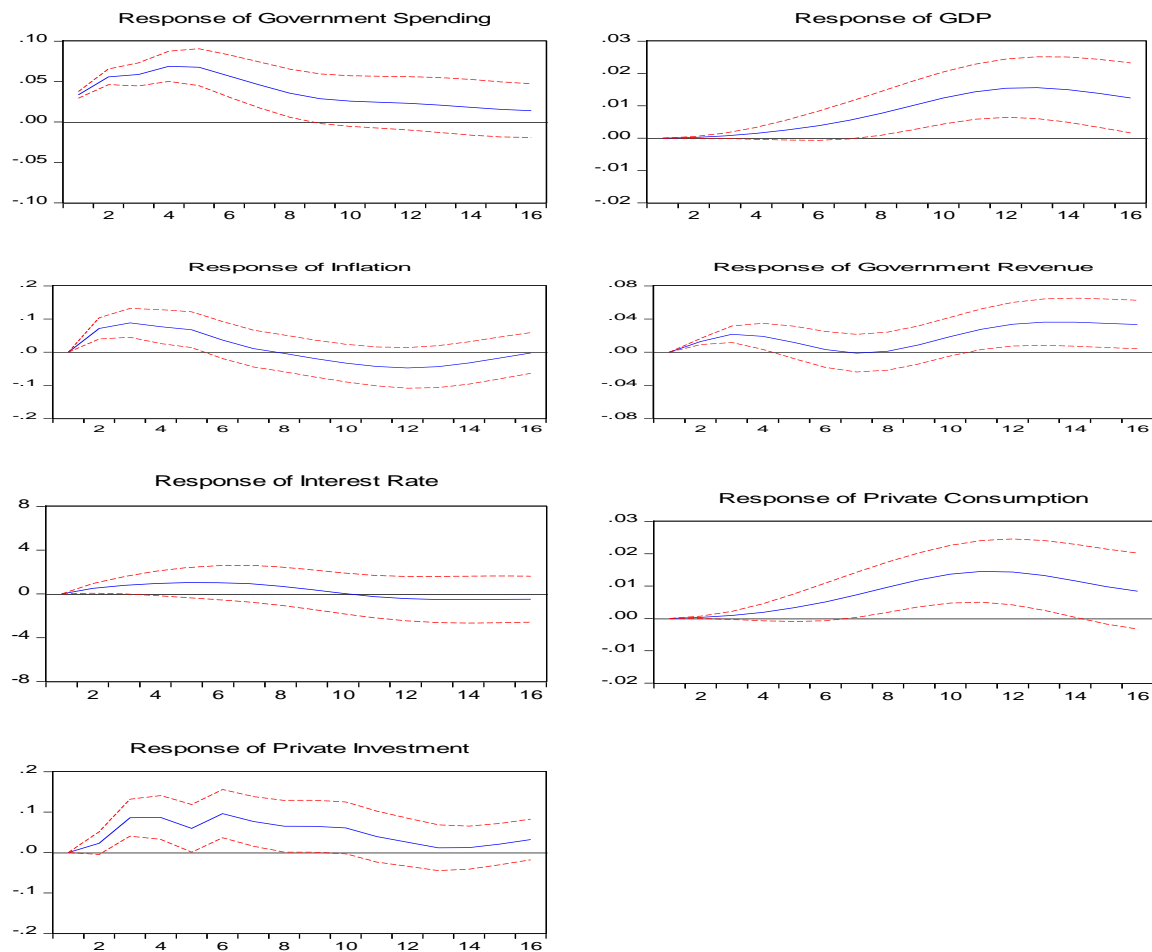 Response of Government Spending
.10
.05
.00
-.05
-.10
2 4 6 8 10 12 14 16
Response of GDP
.03
.02
.01
.00
-.01
-.02
2 4 6 8 10 12 14 16
Response of Inflation
.2
.1
.0
-.1
-.2
2 4 6 8 10 12 14 16
Response of Government Revenue
.08
.04
.00
-.04
-.08
2 4 6 8 10 12 14 16
Response of Interest Rate
8
4
0
-4
-8
2 4 6 8 10 12 14 16
Response of Private Consumption
.03
.02
.01
.00
-.01
-.02
2 4 6 8 10 12 14 16
Response of Private Investment
.2
.1
.0
-.1
-.2
2 4 6 8 10 12 14 16